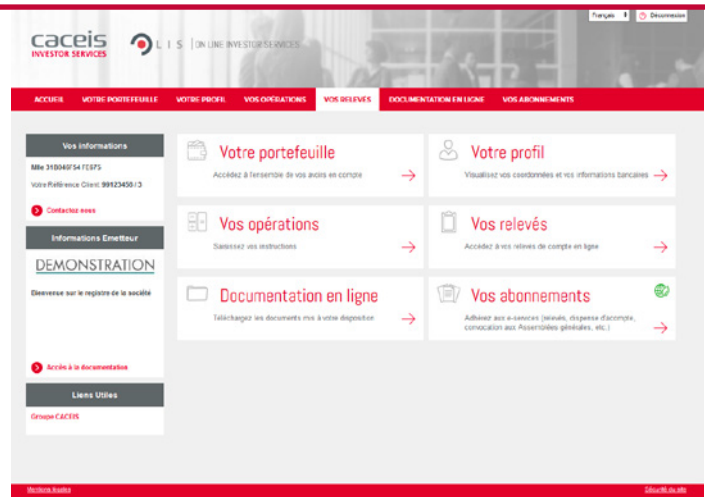 Français
Déconnexion
caceis
INVESTOR SERVICES
OLIS | ON LINE INVESTOR SERVICES
ACCUEIL VOTRE PORTEFEUILLE VOTRE PROFIL VOS OPÉRATIONS VOS RELEVÉS DOCUMENTATION EN LIGNE VOS ABONNEMENTS
Vos informations
Votre Référence Client:
Contactez nous
Informations Emetteur
DEMONSTRATION
Bienvenue sur le registre de la société
Accès à la documentation
Liens Utiles
Groupe CACEIS
Votre portefeuille
Accédez à l'ensemble de vos avoirs en compte
Votre profil
Visualisez vos coordonnées et vos informations bancaires
Vos opérations
Saisissez vos instructions
Vos relevés
Accédez à vos relevés de compte en ligne
Documentation en ligne
Téléchargez les documents mis à votre disposition
Vos abonnements
Adhérez aux e-services (relevés, dispense d'acompte,
convocation aux Assemblées générales, etc.)
Mentions légales
Sécurité du site